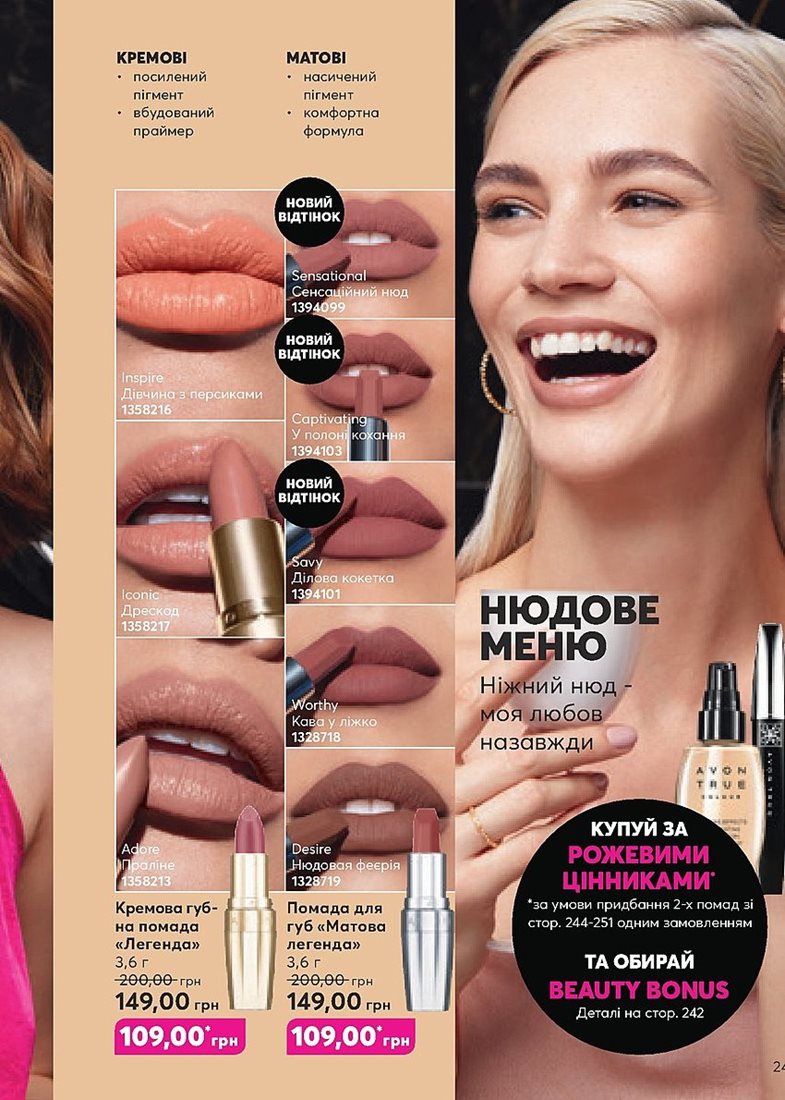 КРЕМОВІ
• посилений
пігмент
• вбудований
праймер
МАТОВІ
• насичений
пігмент
• комфортна
формула
Inspire
Дівчина з персиками
1358216
Iconic
Дрескод
1358217
Adore
Праліне
1358213
НОВИЙ
ВІДТІНОК
Sensational
Сенсаційний нюд
1394099
НОВИЙ
ВІДТІНОК
Captivating
У полоні кохання
1394103
НОВИЙ
ВІДТІНОК
Savy
Ділова кокетка
1394101
Worthy
Кава у ліжко
1328718
Desire
Нюдовая феєрія
1328719
Кремова губ-
на помада
«Легенда»
3,6 г
200,00 грн
149,00 грн
109,00* грн
Помада для
губ «Матова
легенда»
3,6 г
200,00 грн
149,00 грн
109,00* грн
НЮДОВЕ
МЕНЮ
Ніжний нюд -
моя любов
назавжди
AVON
TRUE
COLOUR
КУПУЙ ЗА
РОЖЕВИМИ
ЦІННИКАМИ*
*за умови придбання 2-х помад зі
стор. 244-251 одним замовленням
ТА ОБИРАЙ
BEAUTY BONUS
Деталі на стор. 242